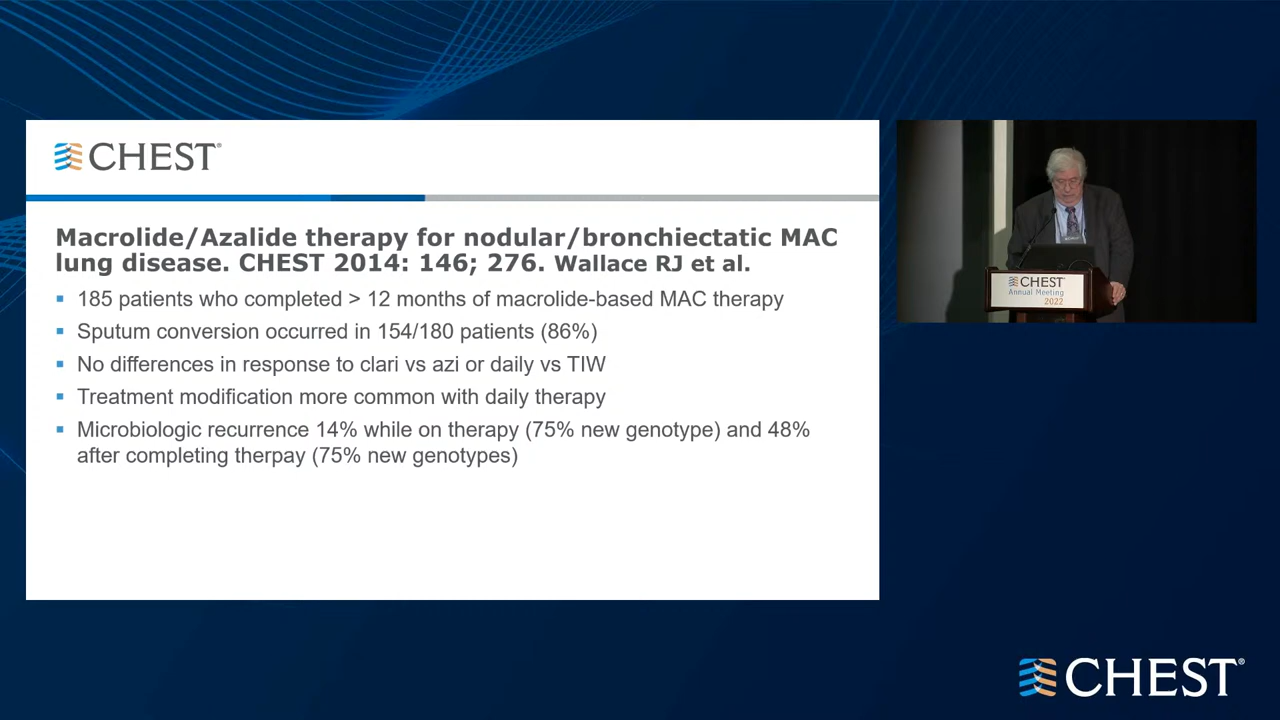 CHEST®
Macrolide/Azalide therapy for nodular/bronchiectatic MAC
lung disease. CHEST 2014: 146; 276. Wallace RJ et al.
185 patients who completed > 12 months of macrolide-based MAC therapy
Sputum conversion occurred in 154/180 patients (86%)
No differences in response to clari vs azi or daily vs TIW
Treatment modification more common with daily therapy
Microbiologic recurrence 14% while on therapy (75% new genotype) and 48%
after completing therpay (75% new genotypes)
CHEST
Annual Meeting
2022
CHEST®